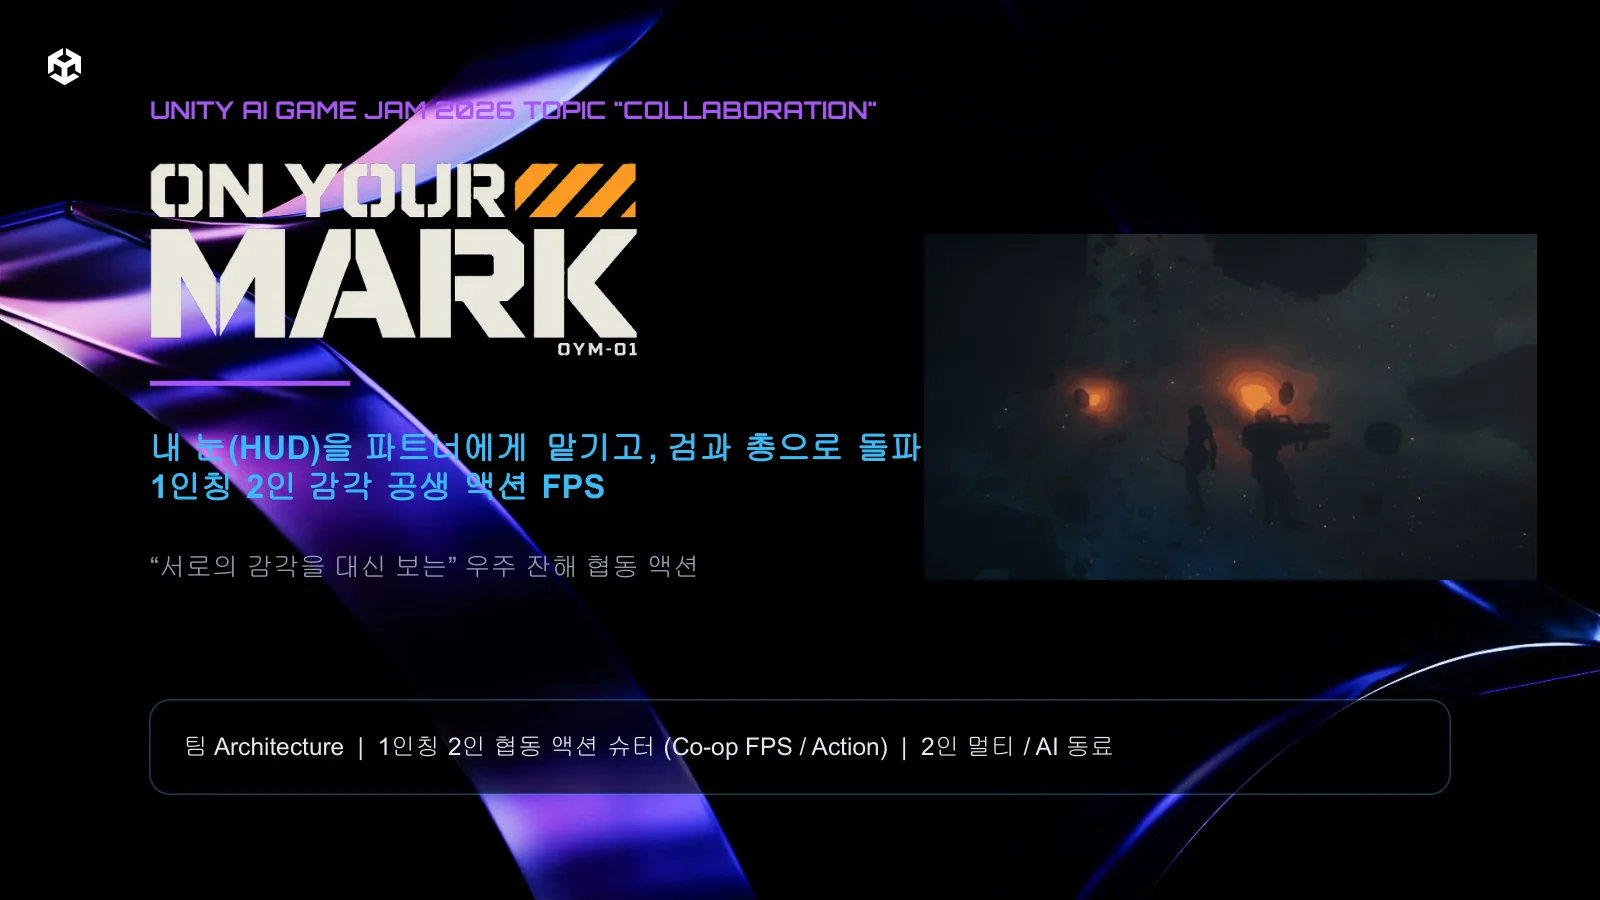 UNITY AI GAME JAM 2026 TOPIC "COLLABORATION"
ON YOUR
MARK
OYM-01
내 눈(HUD)을 파트너에게 맡기고, 검과 총으로 돌파
1인칭 2인 감각 공생 액션 FPS
“서로의 감각을 대신 보는” 우주 잔해 협동 액션
팀 Architecture | 1인칭 2인 협동 액션 슈터 (Co-op FPS / Action) | 2인 멀티 / AI 동료